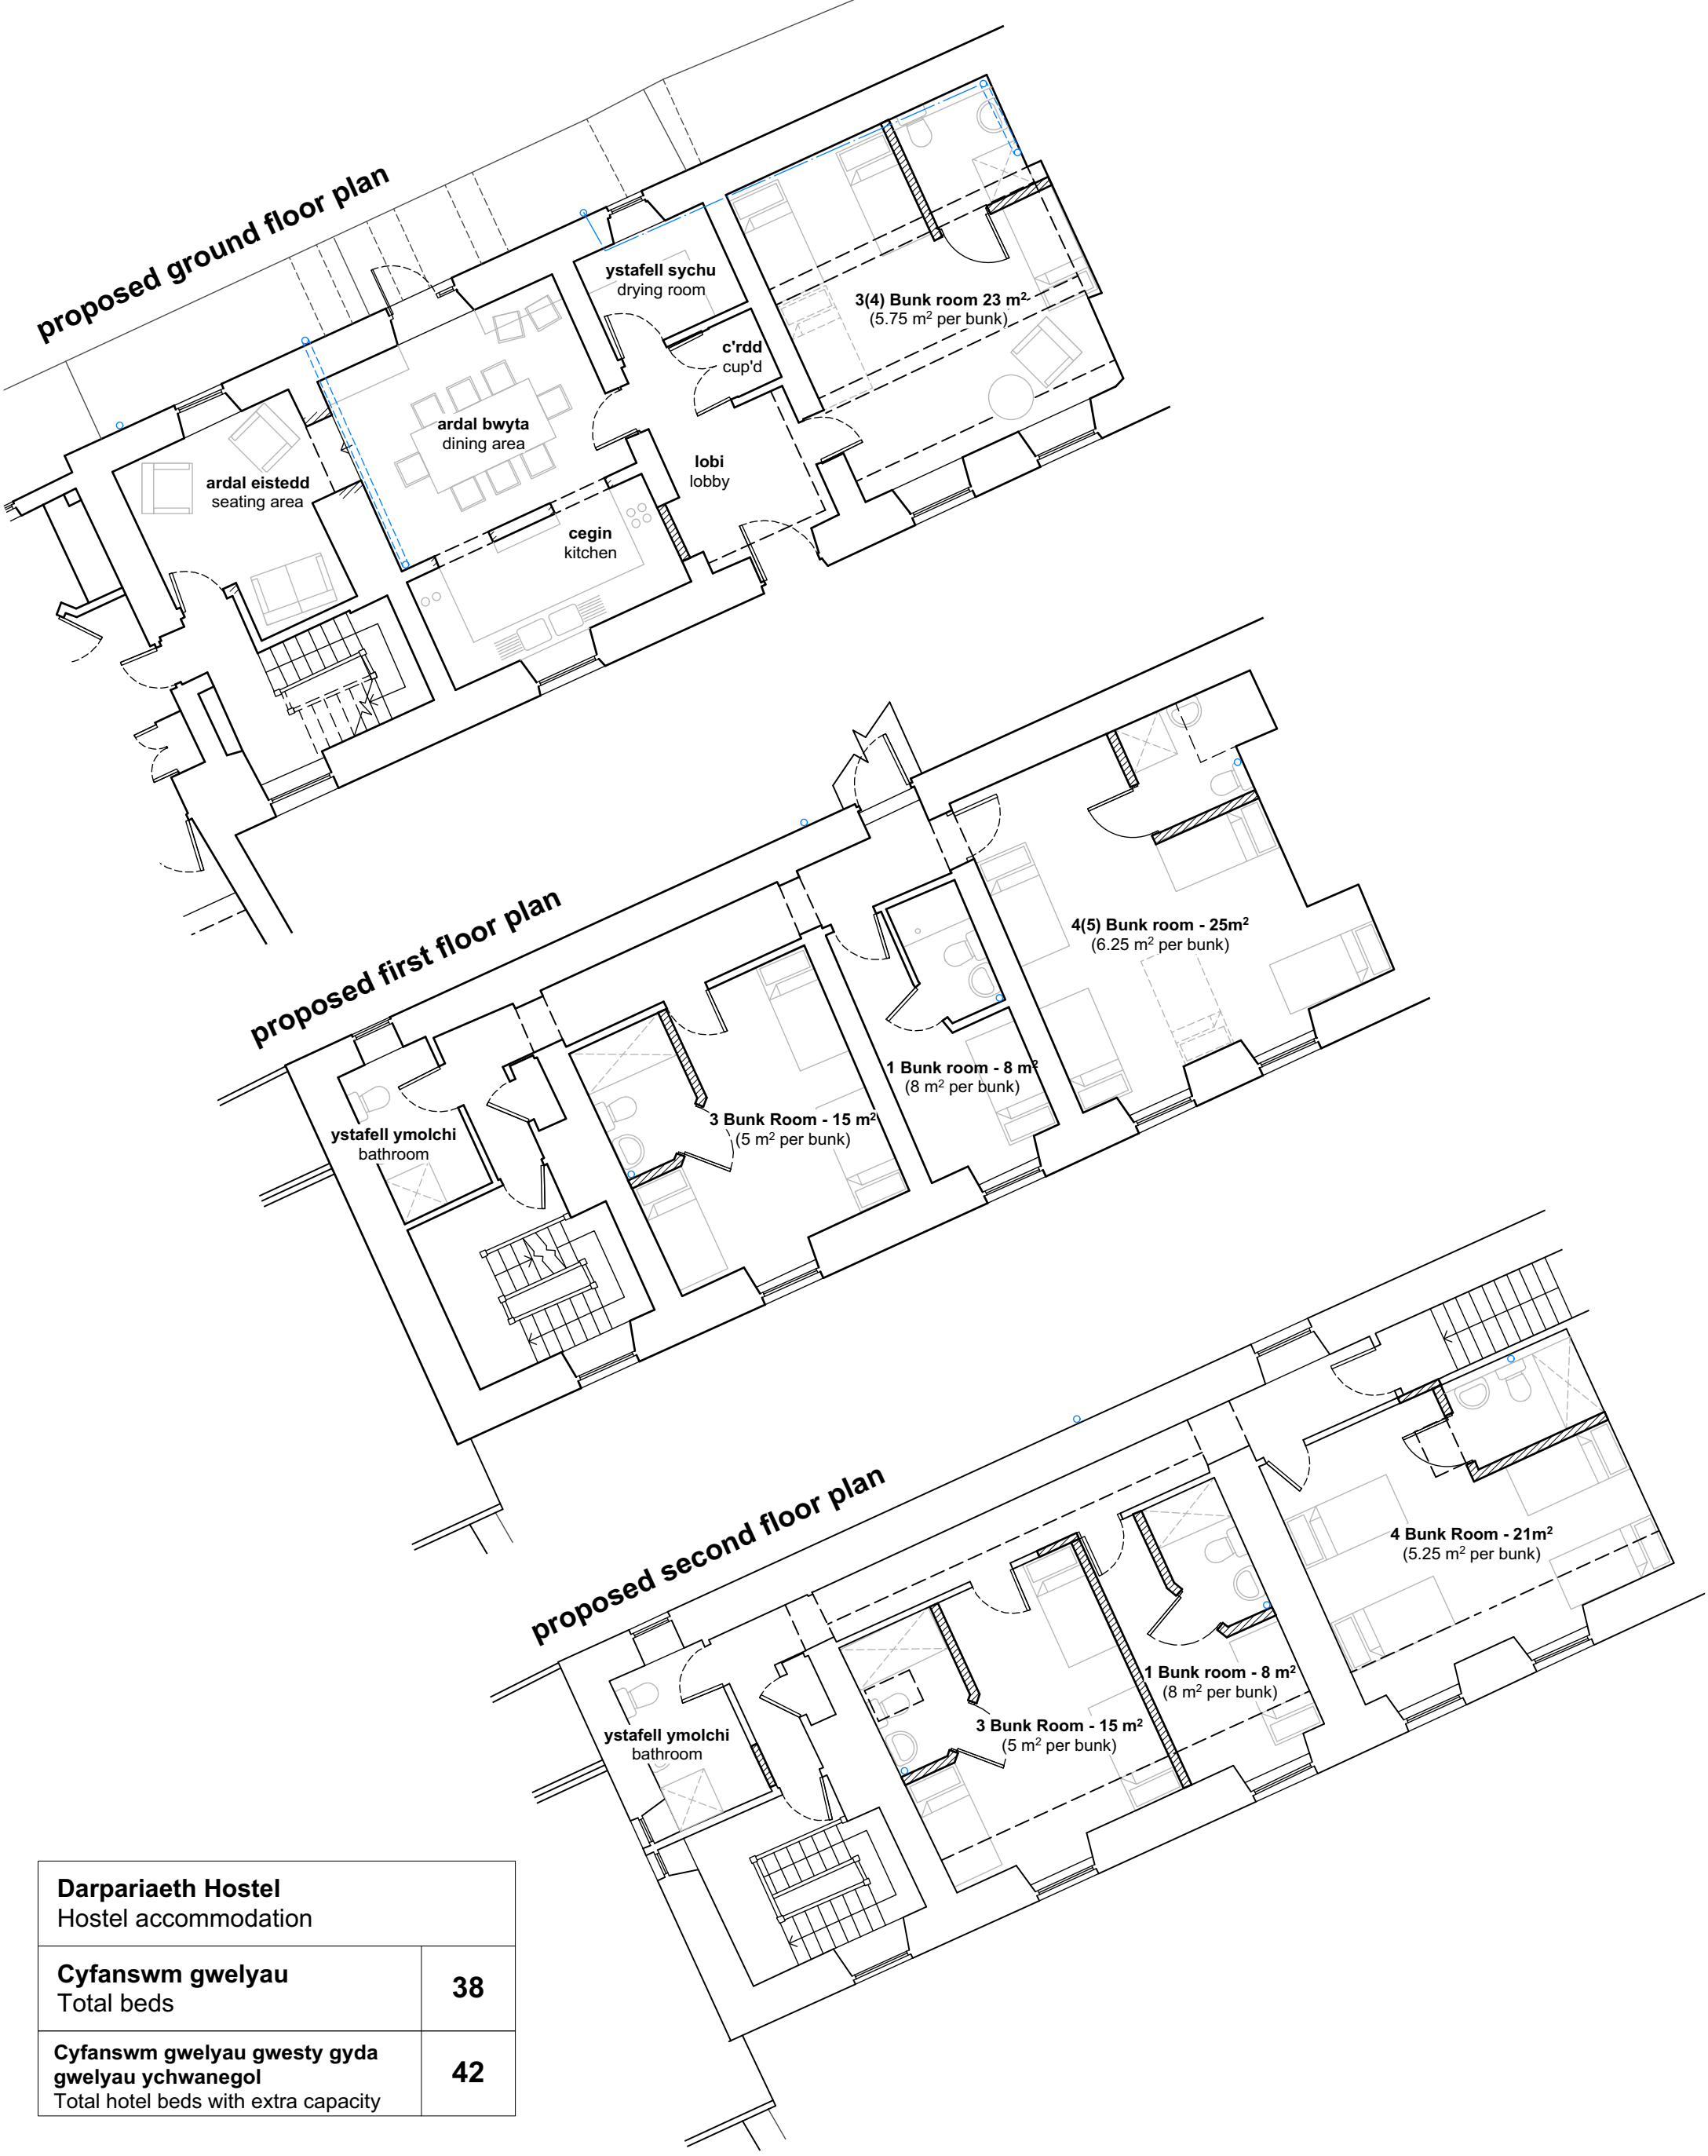 proposed ground floor plan
ystafell sychu
drying room
3(4) Bunk room 23 m²
(5.75 m² per bunk)
c'rdd
cup'd
ardal bwyta
dining area
lobi
lobby
ardal eistedd
seating area
cegin
kitchen
proposed first floor plan
4(5) Bunk room - 25m²
(6.25 m² per bunk)
1 Bunk room - 8 m²
(8 m² per bunk)
3 Bunk Room - 15 m²
(5 m² per bunk)
ystafell ymolchi
bathroom
proposed second floor plan
4 Bunk Room - 21m²
(5.25 m² per bunk)
1 Bunk room - 8 m²
(8 m² per bunk)
3 Bunk Room - 15 m²
(5 m² per bunk)
ystafell ymolchi
bathroom
Darpariaeth Hostel
Hostel accommodation
Cyfanswm gwelyau
Total beds
38
Cyfanswm gwelyau gwesty gyda
gwelyau ychwanegol
Total hotel beds with extra capacity
42